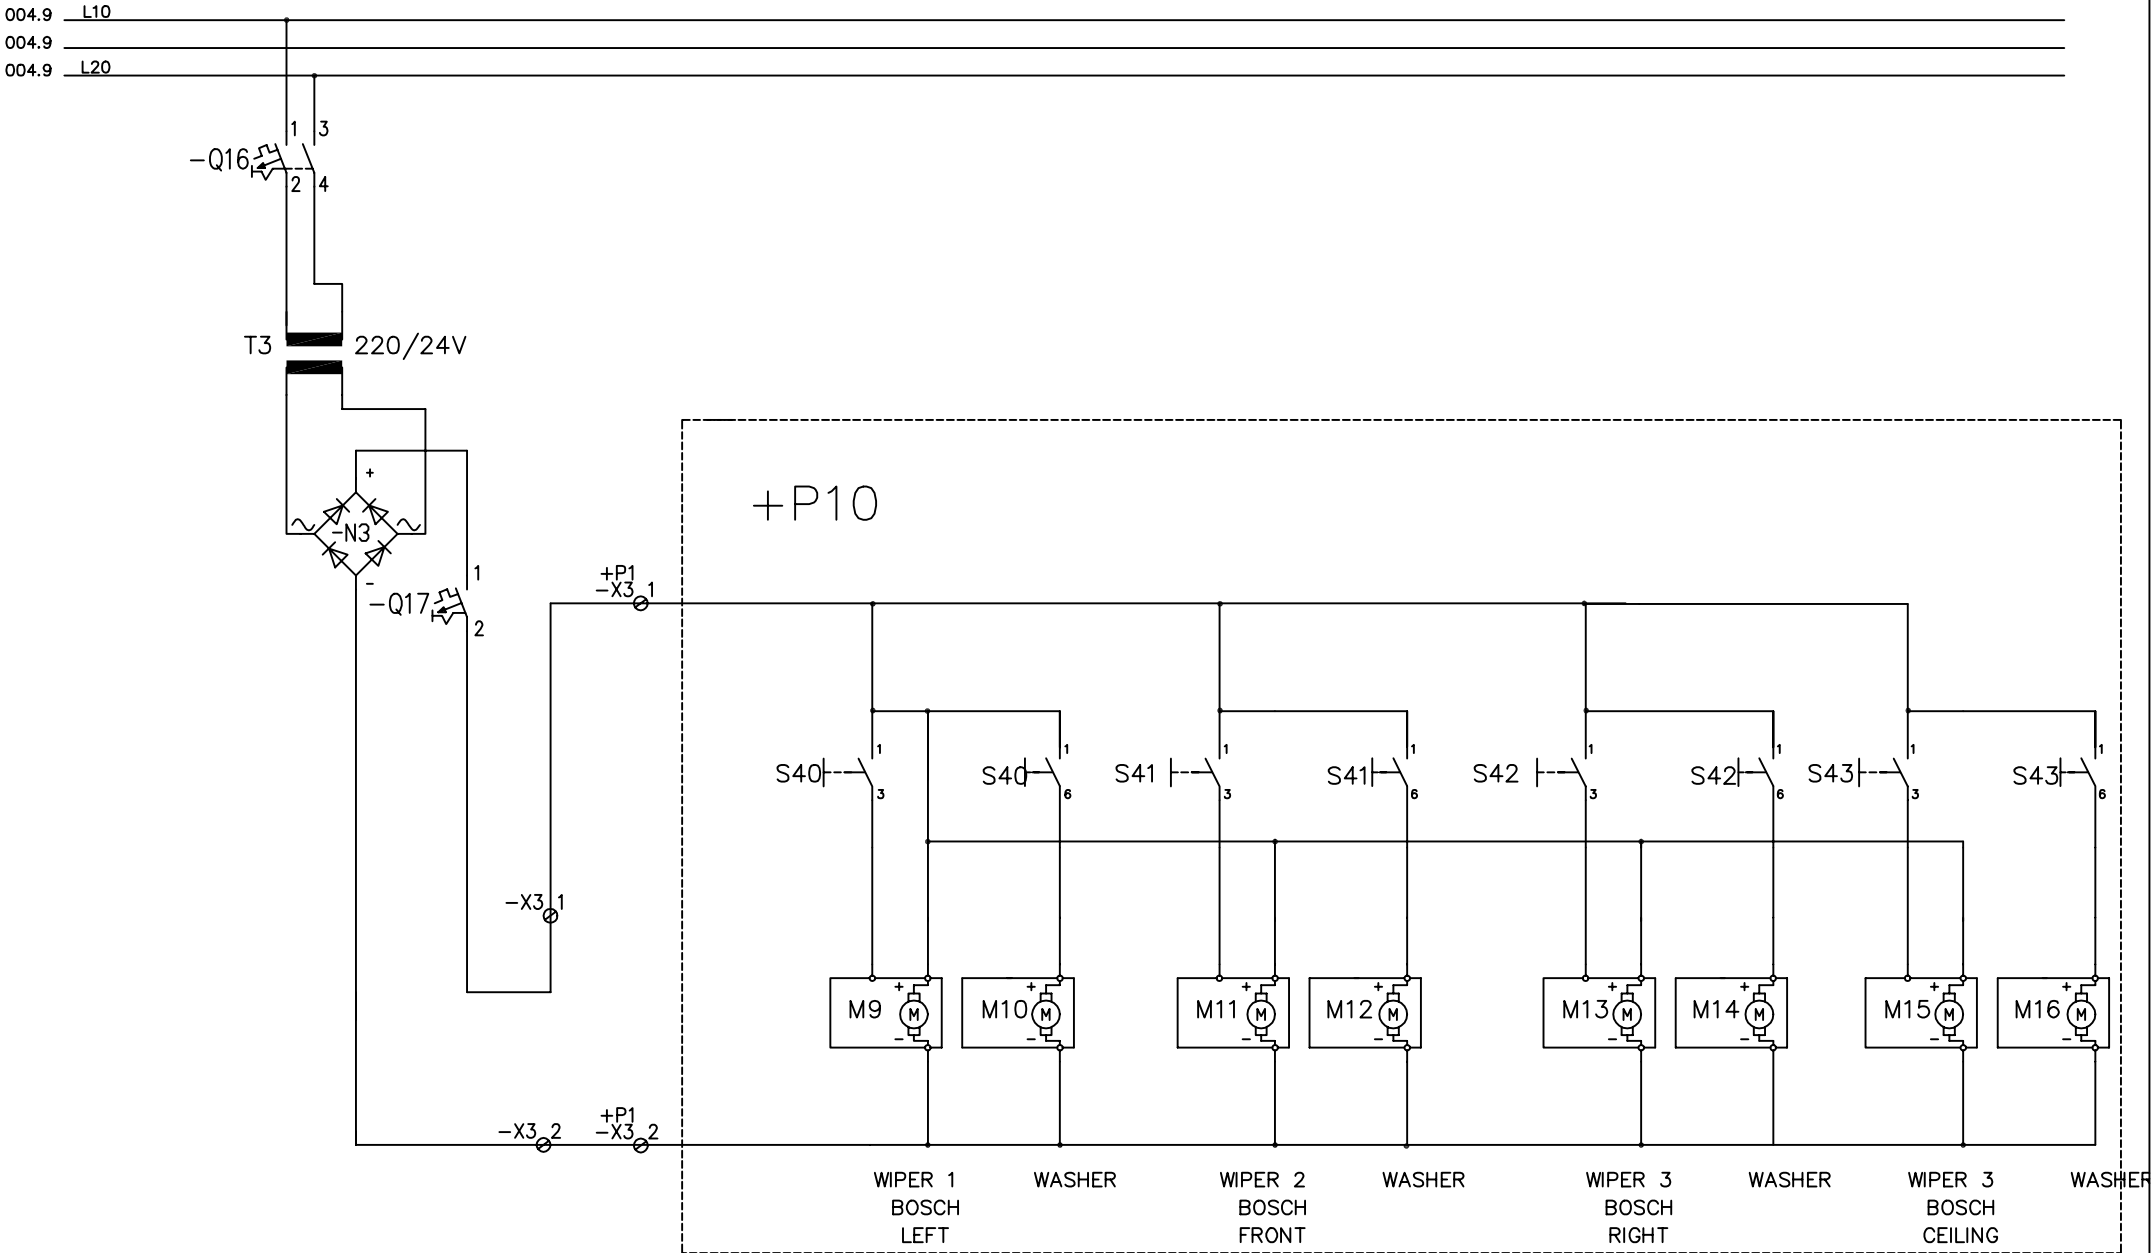 004.9 L10
004.9
004.9 L20
1 3
-Q16
2 4
T3 220/24V
+
+P10
-N3
-
1
-Q17
2
+P1
-X3 1
1 1 1 1 1 1 1 1
S40 S40 S41 S41 S42 S42 S43 S43
3 6 3 6 3 6 3 6
-X3 1
+ + + + + + + +
M9 M M10 M M11 M M12 M M13 M M14 M M15 M M16 M
- - - - - - - -
+P1
-X3 2 -X3 2
WIPER 1 WASHER WIPER 2 WASHER WIPER 3 WASHER WIPER 3 WASHER
BOSCH BOSCH BOSCH BOSCH
LEFT FRONT RIGHT CEILING